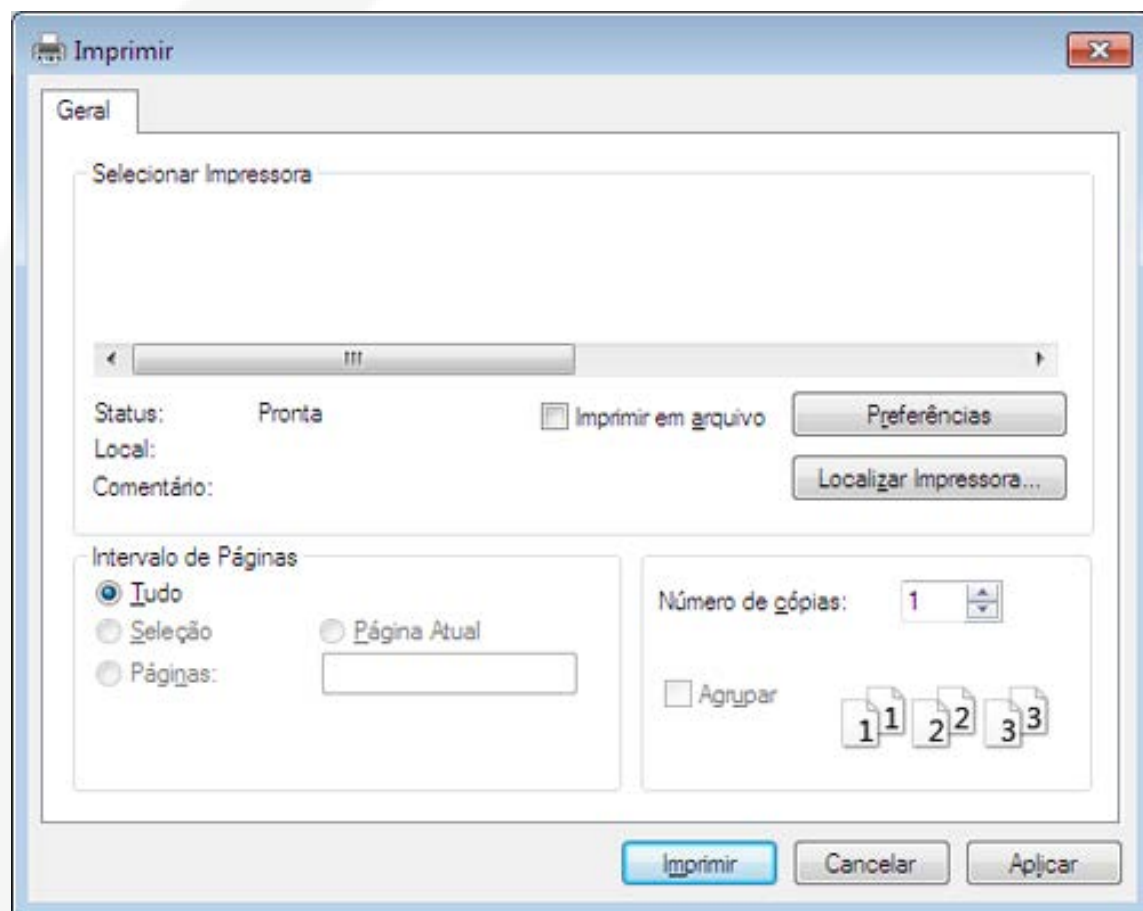 Imprimir
Geral
Selecionar Impressora
Status: Pronta
Imprimir em arquivo
Preferências
Local:
Localizar Impressora...
Comentário:
Intervalo de Páginas
Tudo
Seleção
Página Atual
Páginas:
Número de cópias: 1
Agrupar
1 1 2 2 3 3
Imprimir
Cancelar
Aplicar